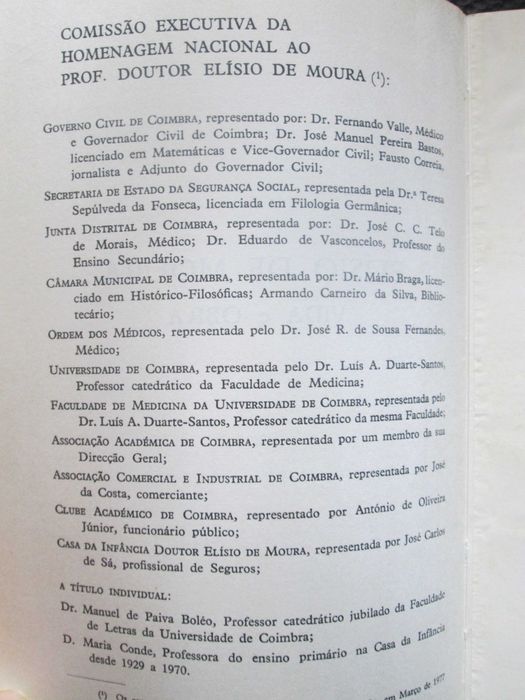 COMISSÃO EXECUTIVA DA
HOMENAGEM NACIONAL AO
PROF. DOUTOR ELÍSIO DE MOURA (¹):
GOVERNO CIVIL DE COIMBRA, representado por: Dr. Fernando Valle, Médico
e Governador Civil de Coimbra; Dr. José Manuel Pereira Bastos,
licenciado em Matemáticas e Vice-Governador Civil; Fausto Correia,
jornalista e Adjunto do Governador Civil;
SECRETARIA DE ESTADO DA SEGURANÇA SOCIAL, representada pela Dr.ª Teresa
Sepúlveda da Fonseca, licenciada em Filologia Germânica;
JUNTA DISTRITAL DE COIMBRA, representada por: Dr. José C. C. Telo
de Morais, Médico; Dr. Eduardo de Vasconcelos, Professor do
Ensino Secundário;
CÂMARA MUNICIPAL DE COIMBRA, representada por: Dr. Mário Braga, licen-
ciado em Histórico-Filosóficas; Armando Carneiro da Silva, Biblio-
tecário;
ORDEM DOS MÉDICOS, representada pelo Dr. José R. de Sousa Fernandes,
Médico;
UNIVERSIDADE DE COIMBRA, representada pelo Dr. Luís A. Duarte-Santos,
Professor catedrático da Faculdade de Medicina;
FACULDADE DE MEDICINA DA UNIVERSIDADE DE COIMBRA, representada pelo
Dr. Luís A. Duarte-Santos, Professor catedrático da mesma Faculdade;
ASSOCIAÇÃO ACADÉMICA DE COIMBRA, representada por um membro da sua
Direcção Geral;
ASSOCIAÇÃO COMERCIAL E INDUSTRIAL DE COIMBRA, representada por José
da Costa, comerciante;
CLUBE ACADÉMICO DE COIMBRA, representado por António de Oliveira
Júnior, funcionário público;
CASA DA INFÂNCIA DOUTOR ELÍSIO DE MOURA, representada por José Carlos
de Sá, profissional de Seguros;
A TÍTULO INDIVIDUAL:
Dr. Manuel de Paiva Boléo, Professor catedrático jubilado da Faculdade
de Letras da Universidade de Coimbra;
D. Maria Conde, Professora do ensino primário na Casa da Infância
desde 1929 a 1970.
(¹) Os em Março de 1977